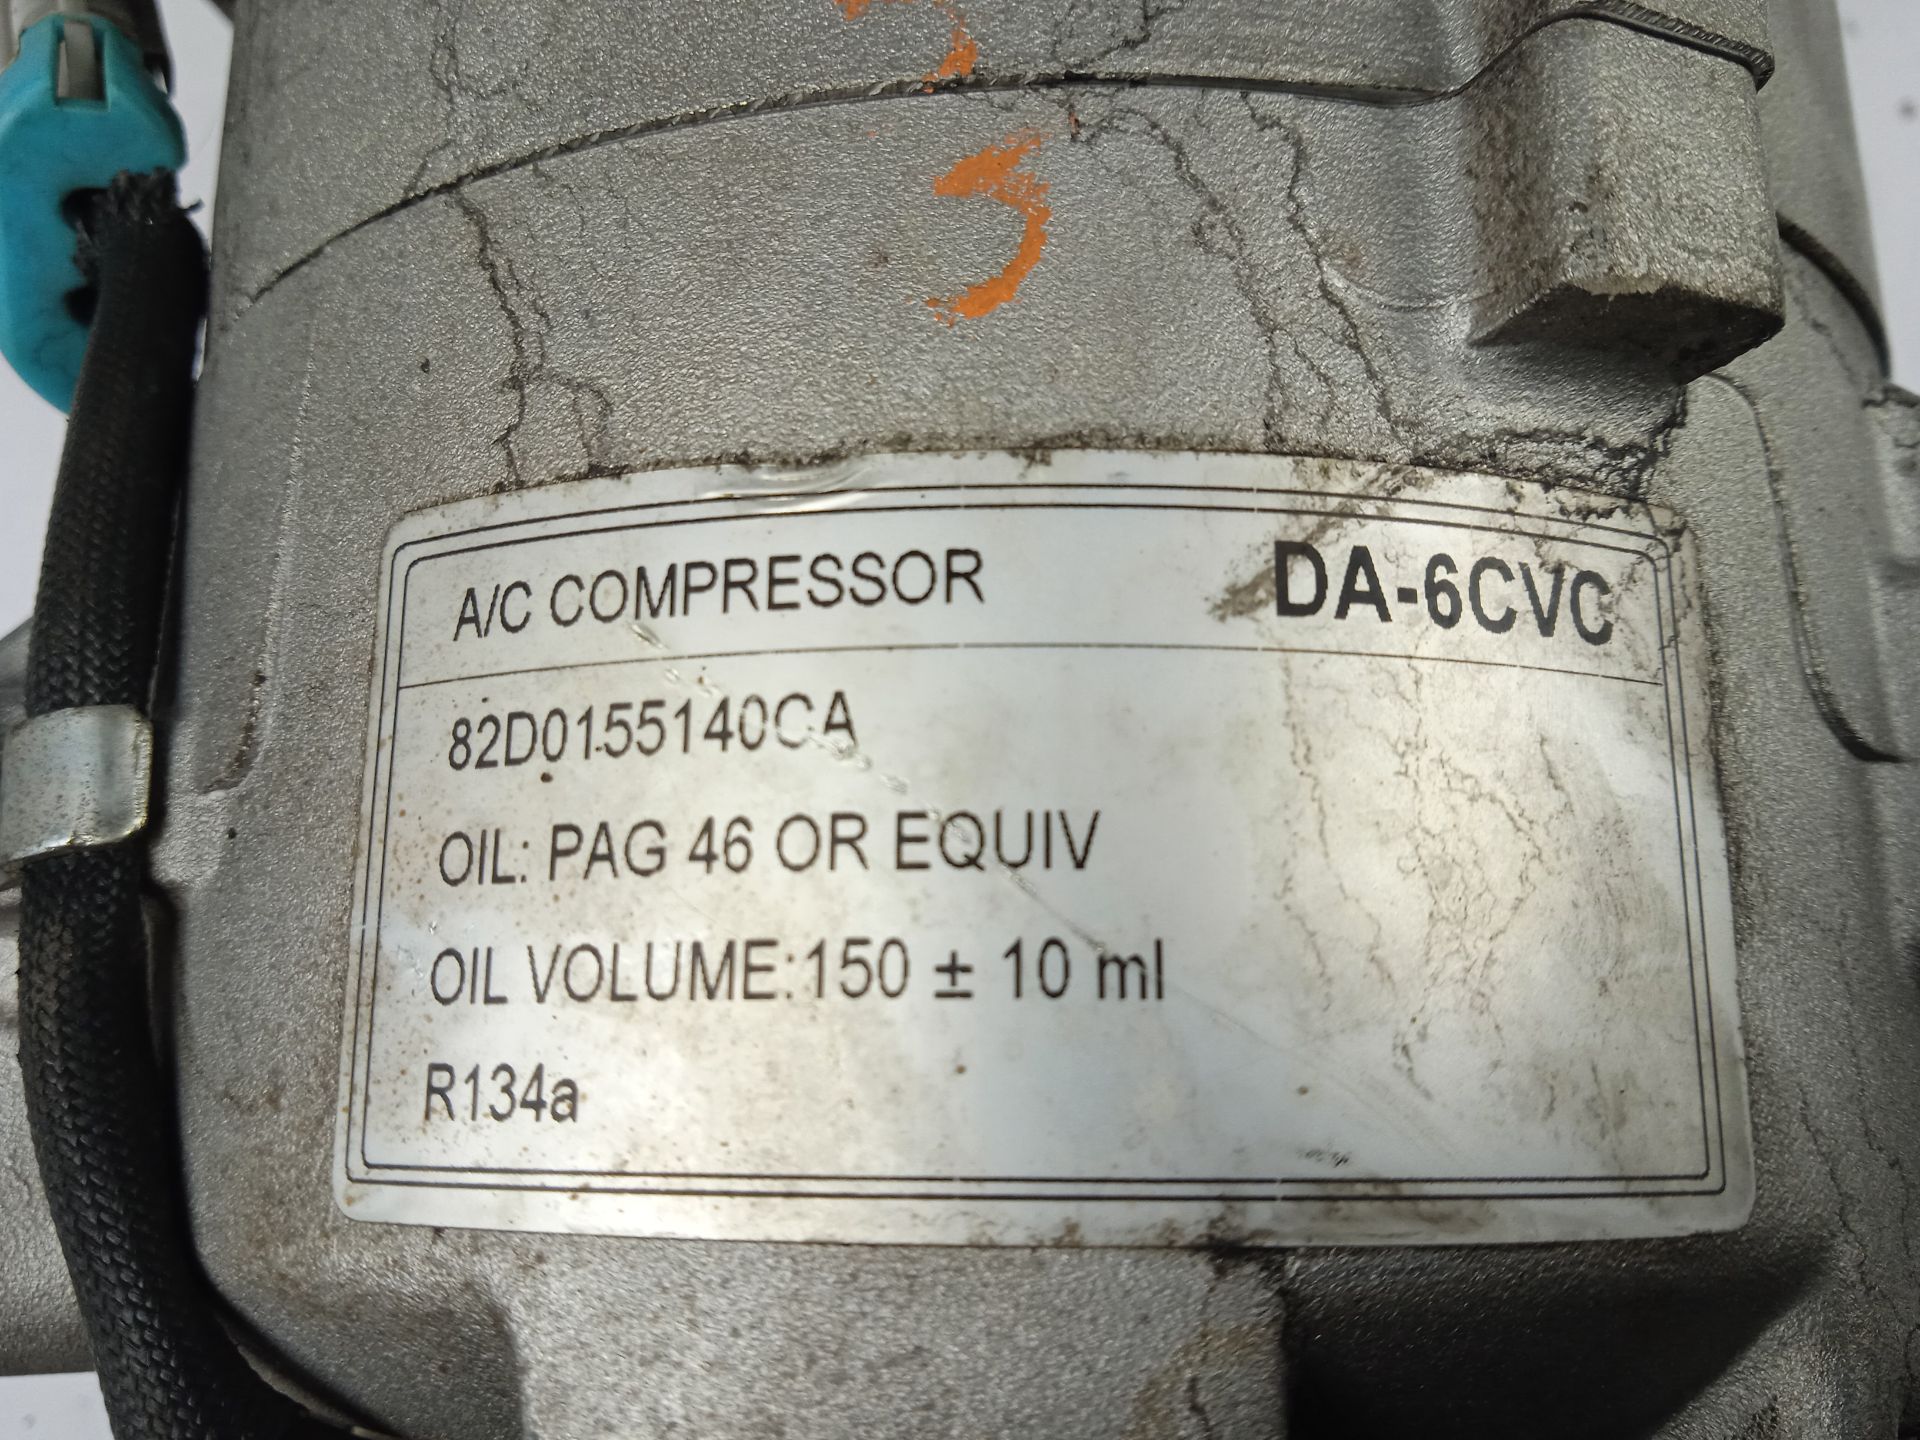 A/C COMPRESSOR DA-6CVC
82D0155140CA
OIL: PAG 46 OR EQUIV
OIL VOLUME:150 ± 10 ml
R134a